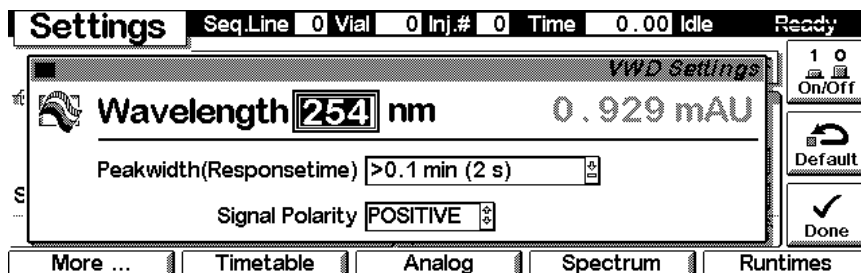 Settings Seq.Line 0 Vial 0 Inj.# 0 Time 0.00 Idle Ready
VWD Settings
1 0
On/Off
Wavelength 254 nm 0.929 mAU
Default
Peakwidth(Responsetime) >0.1 min (2 s)
Signal Polarity POSITIVE
Done
More ... Timetable Analog Spectrum Runtimes